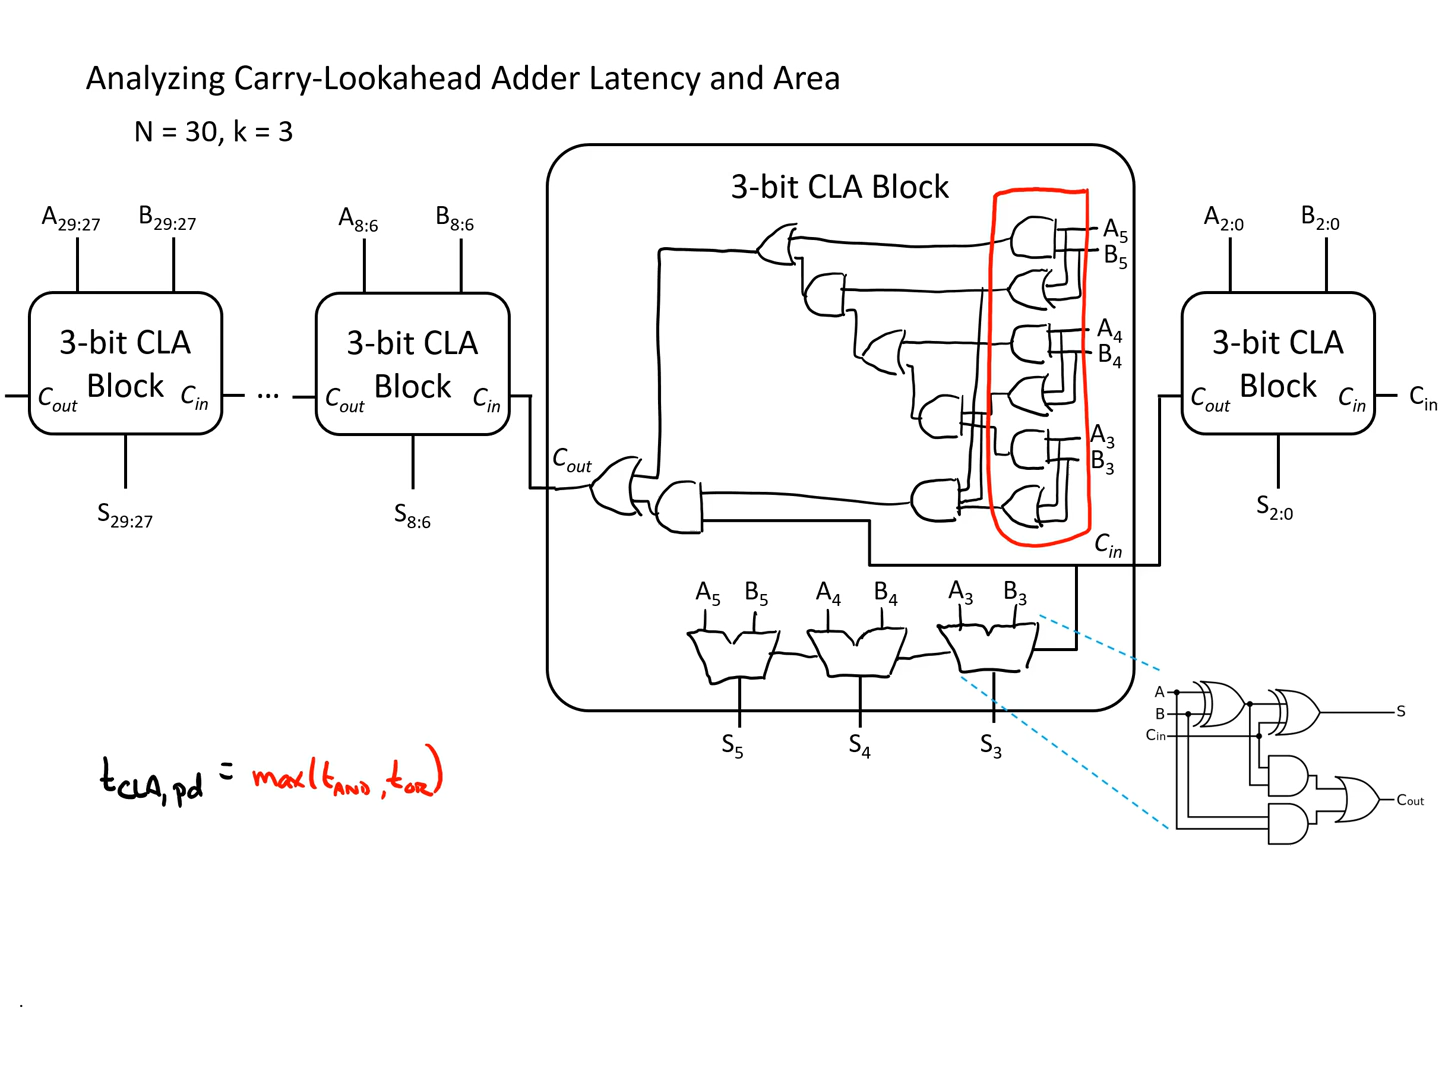 Analyzing Carry-Lookahead Adder Latency and Area
N = 30, k = 3
A29:27 B29:27
3-bit CLA Block
Cout Cin
S29:27
...
A8:6 B8:6
3-bit CLA Block
Cout Cin
S8:6
3-bit CLA Block
A5
B5
A4
B4
A3
B3
Cout
Cin
A5 B5 A4 B4 A3 B3
S5 S4 S3
A2:0 B2:0
3-bit CLA Block
Cout Cin
Cin
S2:0
A
B
Cin
S
Cout
tCLA,pd = max(tAND, tOR)